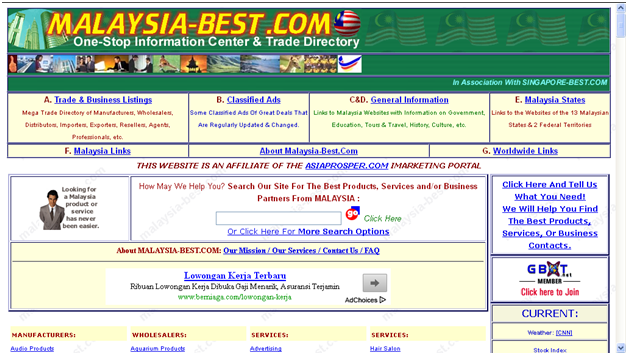 MALAYSIA-BEST.COM
One-Stop Information Center & Trade Directory
In Association With SINGAPORE-BEST.COM
A. Trade & Business Listings
Mega Trade Directory of Manufacturers, Wholesalers,
Distributors, Importers, Exporters, Resellers, Agents,
Professionals, etc.
B. Classified Ads
Some Classified Ads Of Great Deals That
Are Regularly Updated & Changed.
C&D. General Information
Links to Malaysia Websites with Information on Government,
Education, Tours & Travel, History, Culture, etc.
E. Malaysia States
Links to the Websites of the 13 Malaysian
States & 2 Federal Territories
F. Malaysia Links
About Malaysia-Best.Com
G. Worldwide Links
THIS WEBSITE IS AN AFFILIATE OF THE ASIAPROSPER.COM IMARKETING PORTAL
Looking for
a Malaysia
product or
service
has never
been easier.
How May We Help You? Search Our Site For The Best Products, Services and/or Business
Partners From MALAYSIA :
go Click Here
Or Click Here For More Search Options
About MALAYSIA-BEST.COM: Our Mission / Our Services / Contact Us / FAQ
Lowongan Kerja Terbaru
Ribuan Lowongan Kerja Dibuka Gaji Menarik, Asuransi Terjamin
www.berniaga.com/lowongan-kerja
AdChoices
Click Here And Tell Us
What You Need!
We Will Help You Find
The Best Products,
Services, Or Business
Contacts.
GBOT.net
MEMBER
Click here to Join
CURRENT:
Weather: [CNN]
Stock Index
MANUFACTURERS:
Audio Products
WHOLESALERS:
Aquarium Products
SERVICES:
Advertising
SERVICES:
Hair Salon